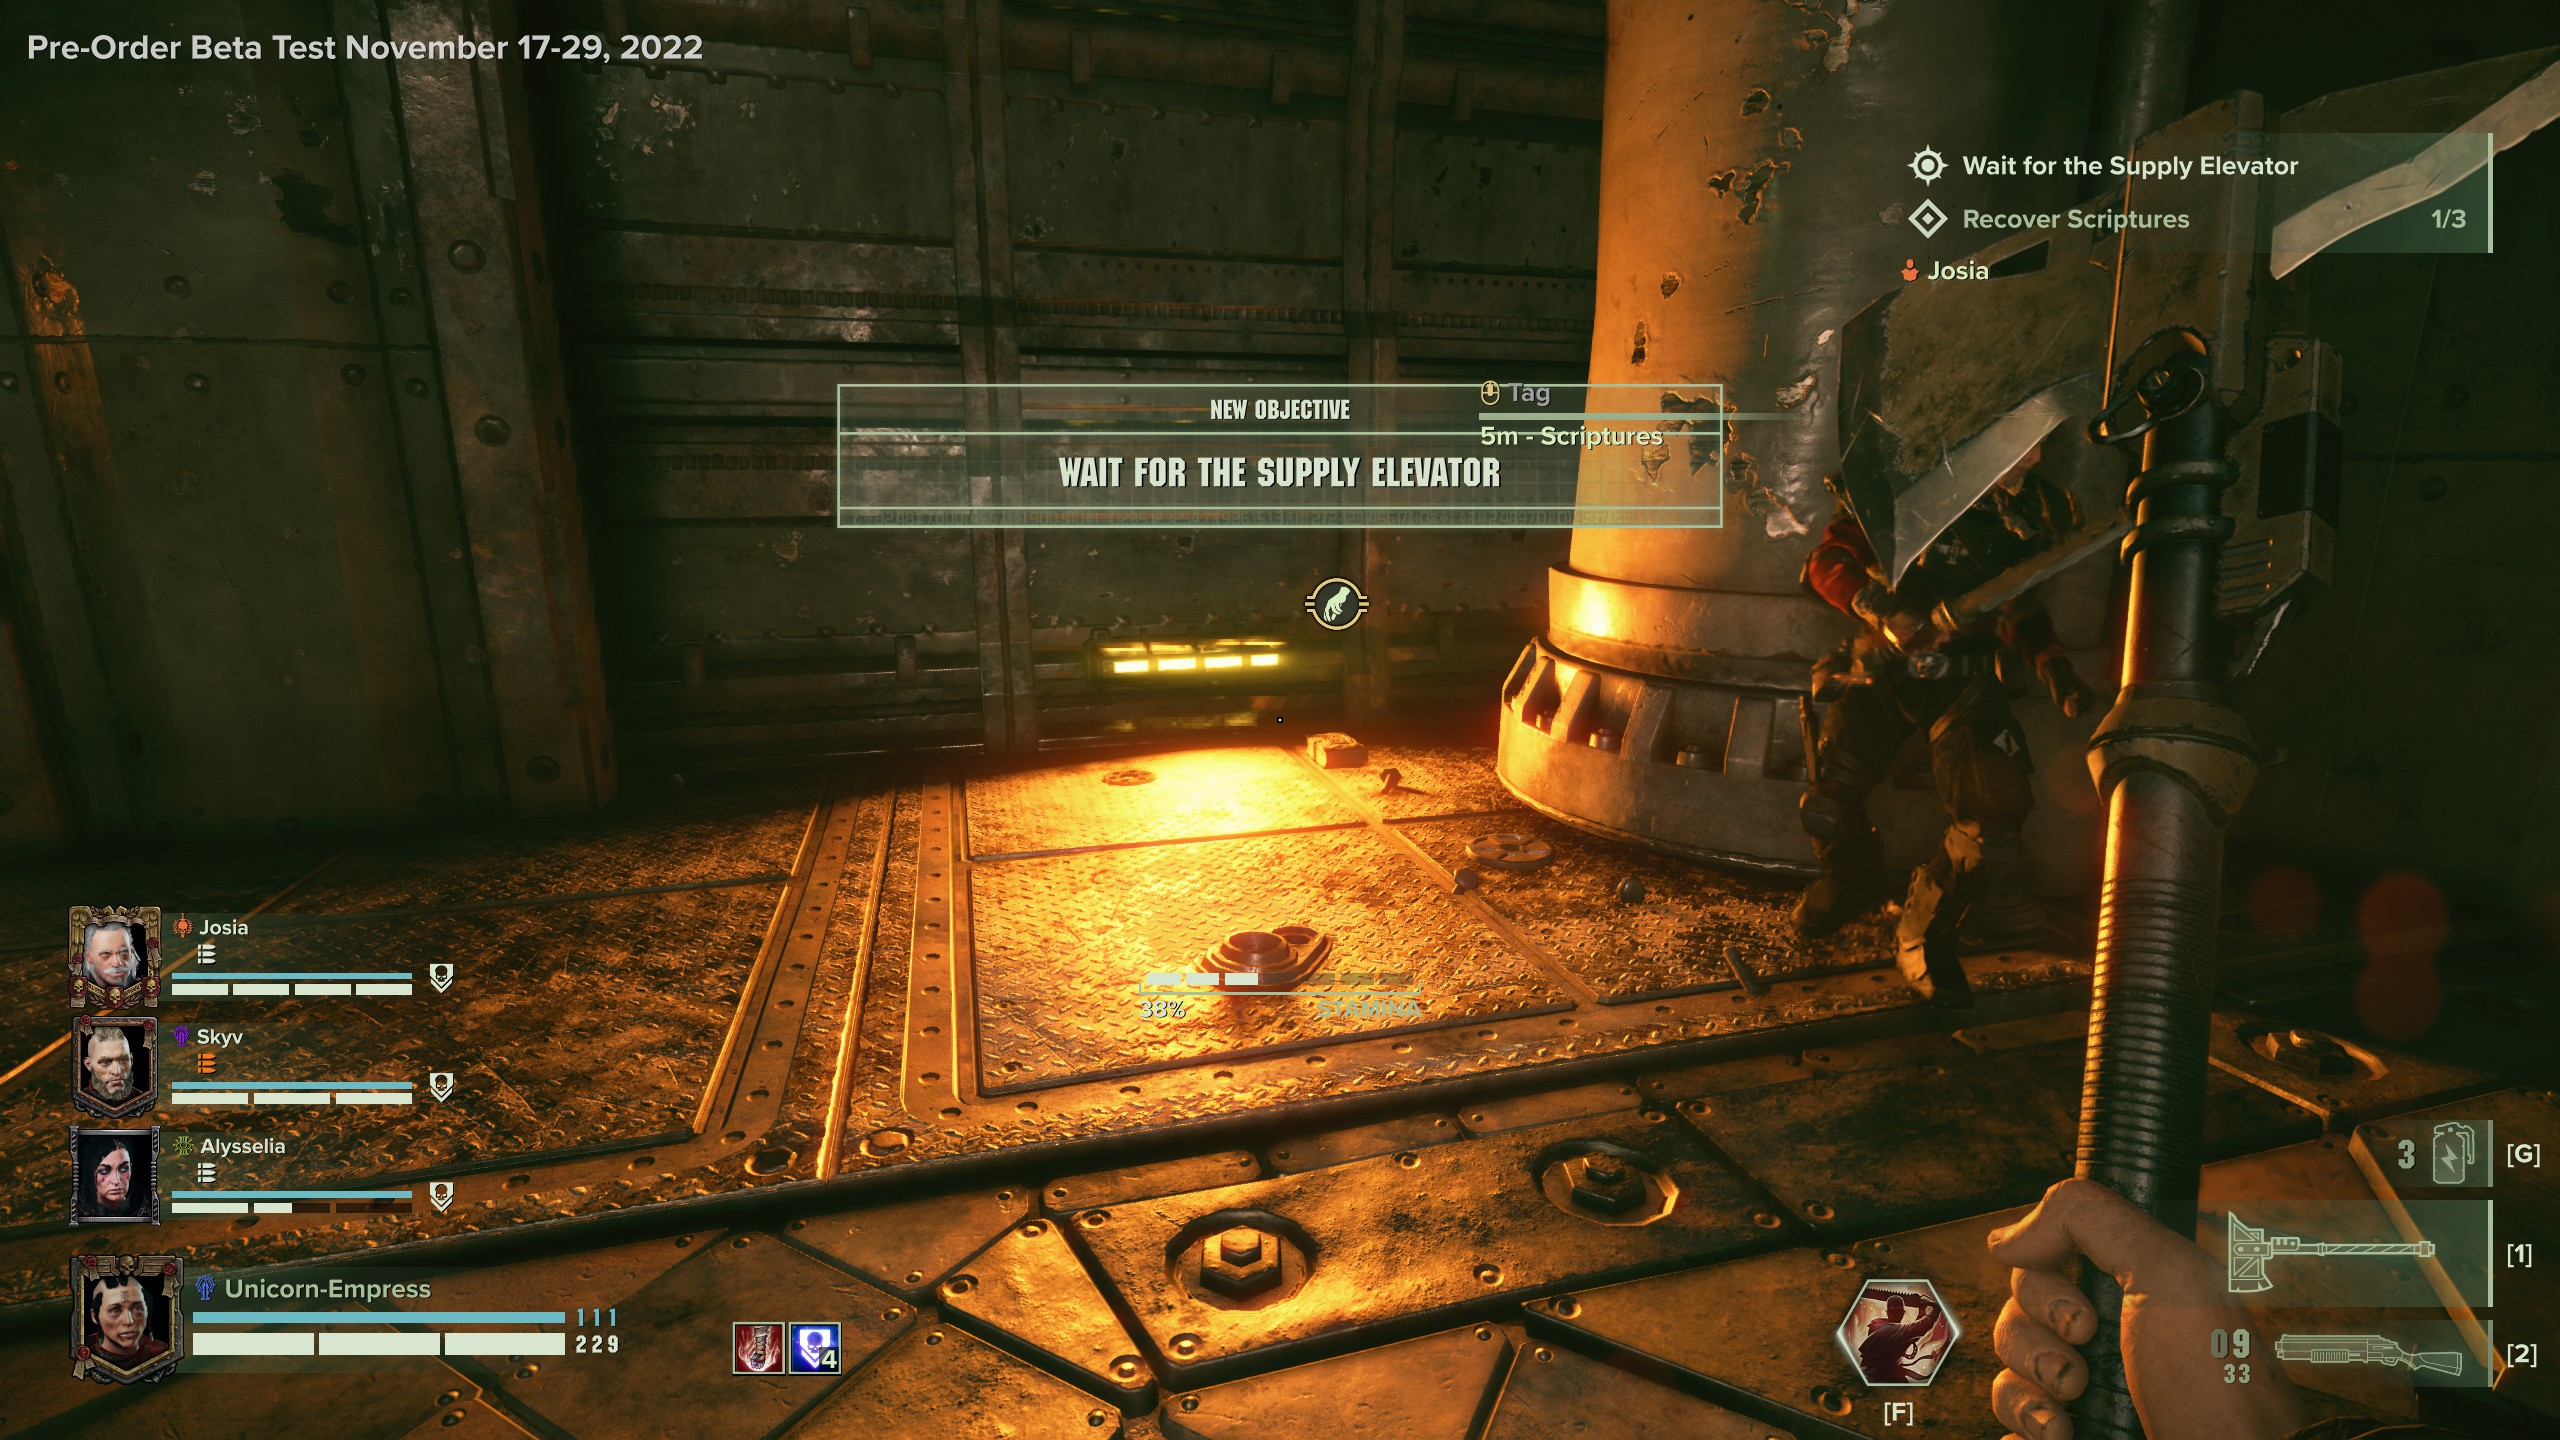 Pre-Order Beta Test November 17-29, 2022
Wait for the Supply Elevator
Recover Scriptures 1/3
Josia
Tag
NEW OBJECTIVE
5m - Scriptures
WAIT FOR THE SUPPLY ELEVATOR
Josia
38% STAMINA
Skyv
Alysselia
3 [G]
[1]
Unicorn-Empress
111
229
4
09
33
[2]
[F]